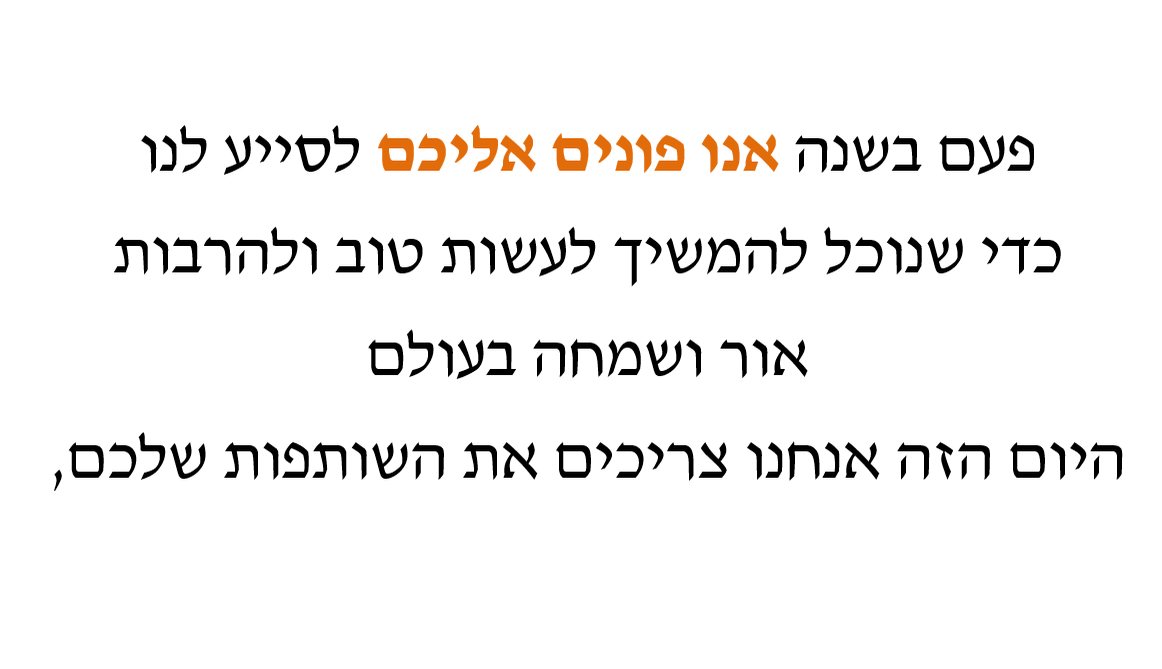 פעם בשנה אנו פונים אליכם לסייע לנו
כדי שנוכל להמשיך לעשות טוב ולהרבות
אור ושמחה בעולם
היום הזה אנחנו צריכים את השותפות שלכם,